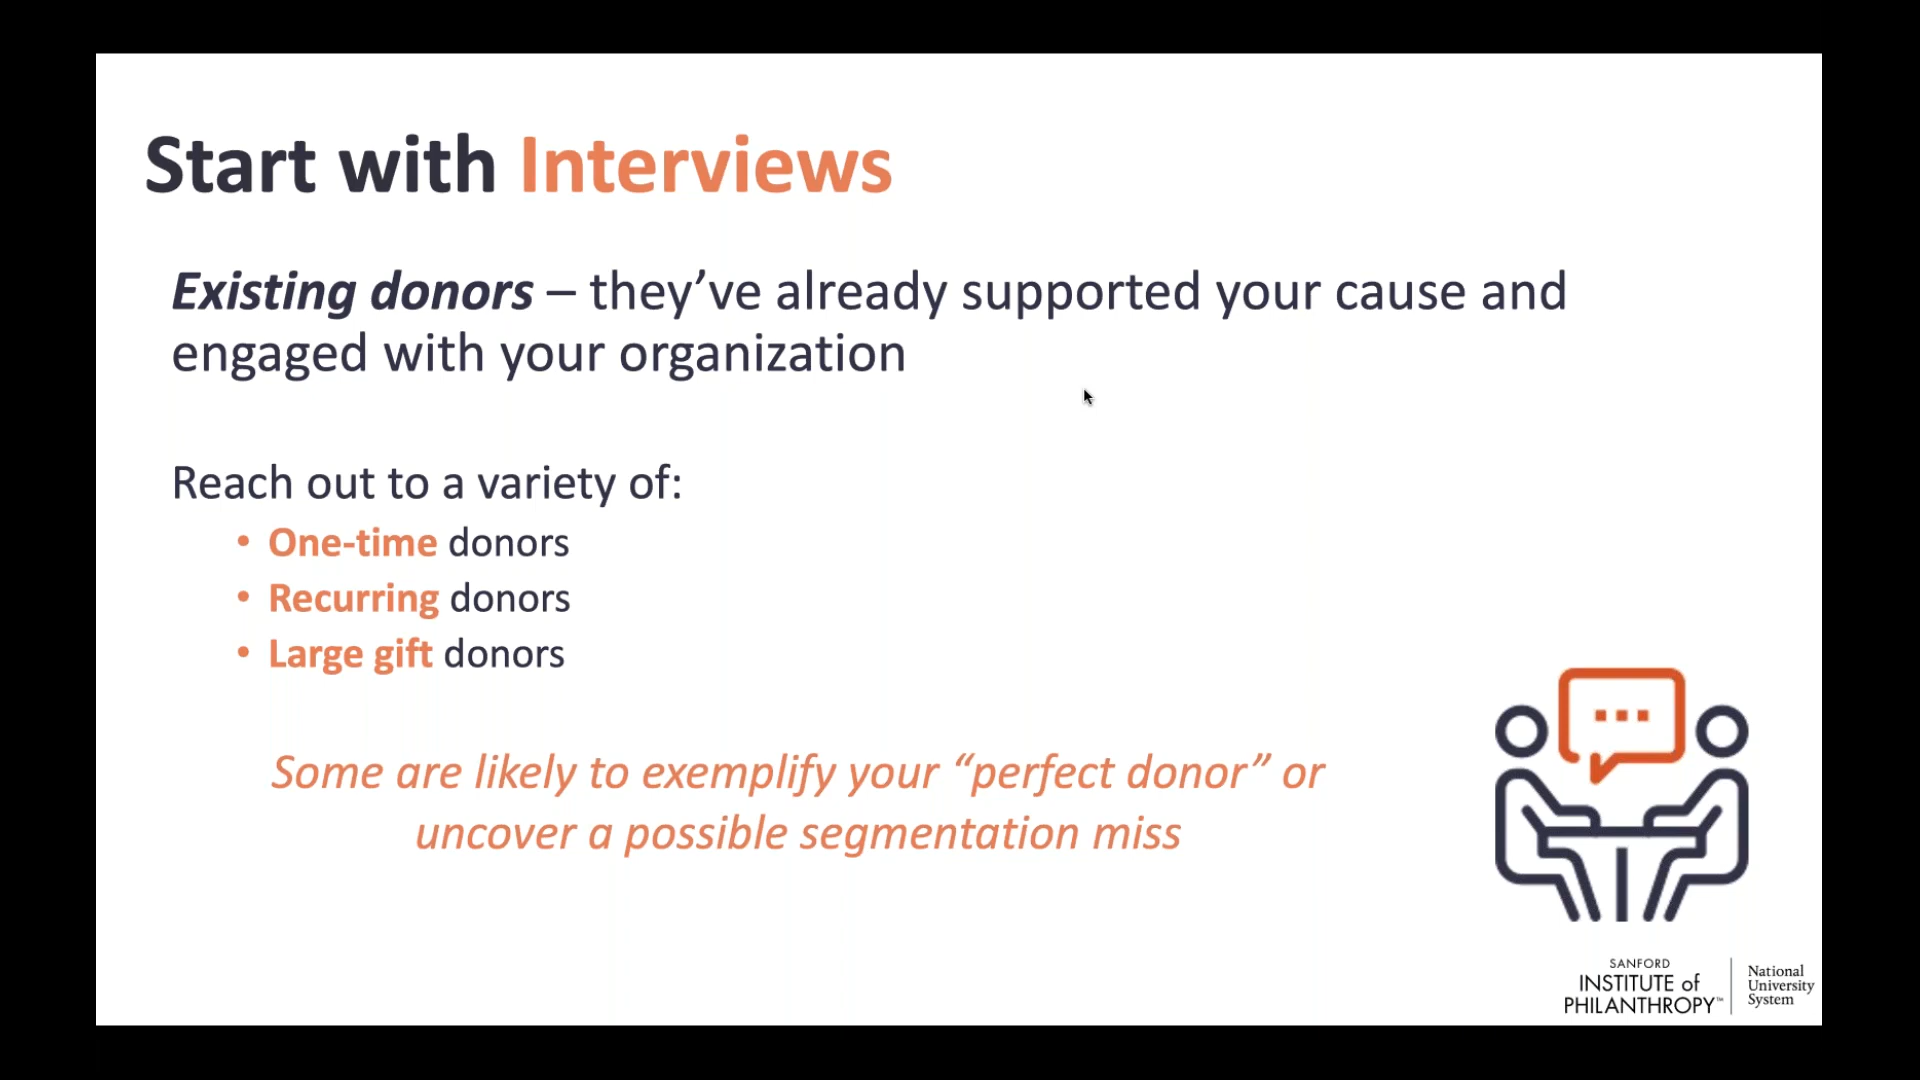 Start with Interviews
Existing donors – they’ve already supported your cause and
engaged with your organization
Reach out to a variety of:
• One-time donors
• Recurring donors
• Large gift donors
Some are likely to exemplify your “perfect donor” or
uncover a possible segmentation miss
SANFORD
INSTITUTE of
PHILANTHROPY™
National
University
System